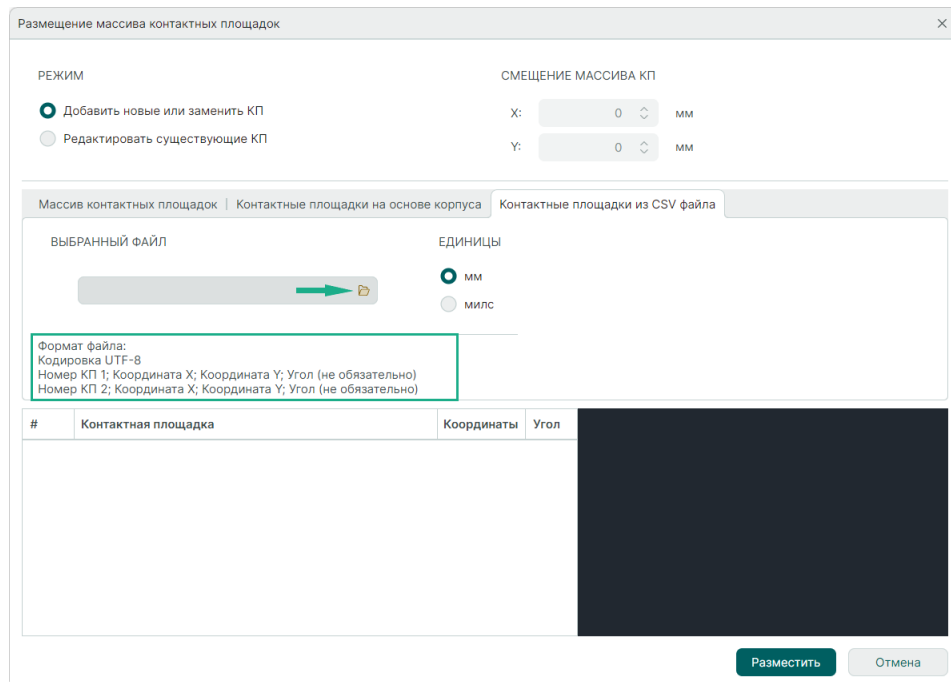 Размещение массива контактных площадок
РЕЖИМ
СМЕЩЕНИЕ МАССИВА КП
Добавить новые или заменить КП
X: 0 мм
Редактировать существующие КП
Y: 0 мм
Массив контактных площадок | Контактные площадки на основе корпуса
Контактные площадки из CSV файла
ВЫБРАННЫЙ ФАЙЛ
ЕДИНИЦЫ
мм
милс
Формат файла:
Кодировка UTF-8
Номер КП 1; Координата X; Координата Y; Угол (не обязательно)
Номер КП 2; Координата X; Координата Y; Угол (не обязательно)
# Контактная площадка Координаты Угол
Разместить
Отмена